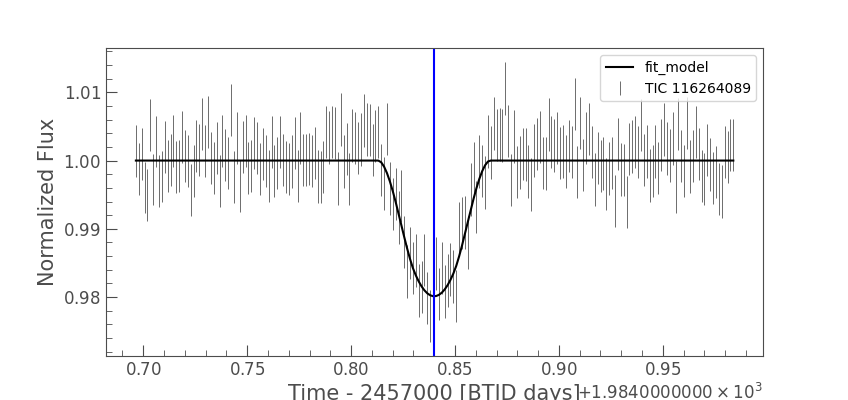 fit_model
TIC 116264089
Normalized Flux
1.01
1.00
0.99
0.98
0.70 0.75 0.80 0.85 0.90 0.95
Time - 2457000 [BTJD days]
+1.9840000000 × 10³